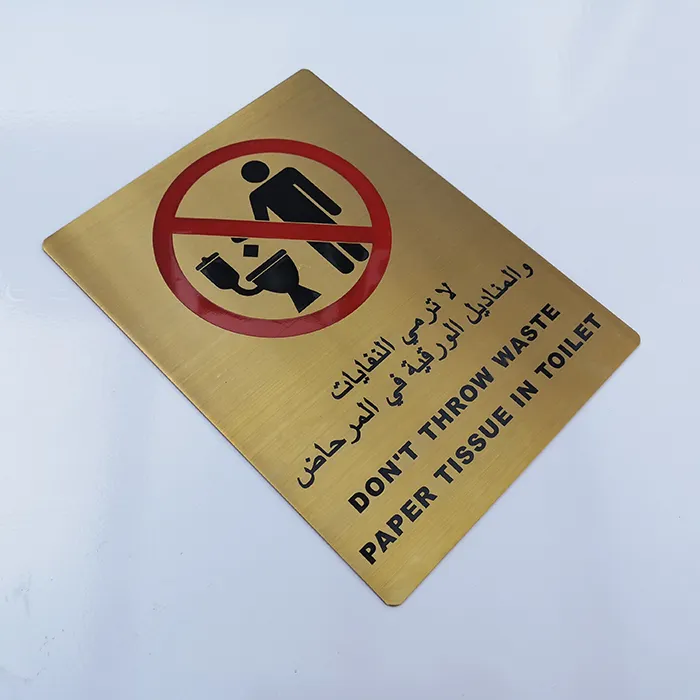 لا ترمي النفايات
والمناديل الورقية في المرحاض
DON'T THROW WASTE
PAPER TISSUE IN TOILET